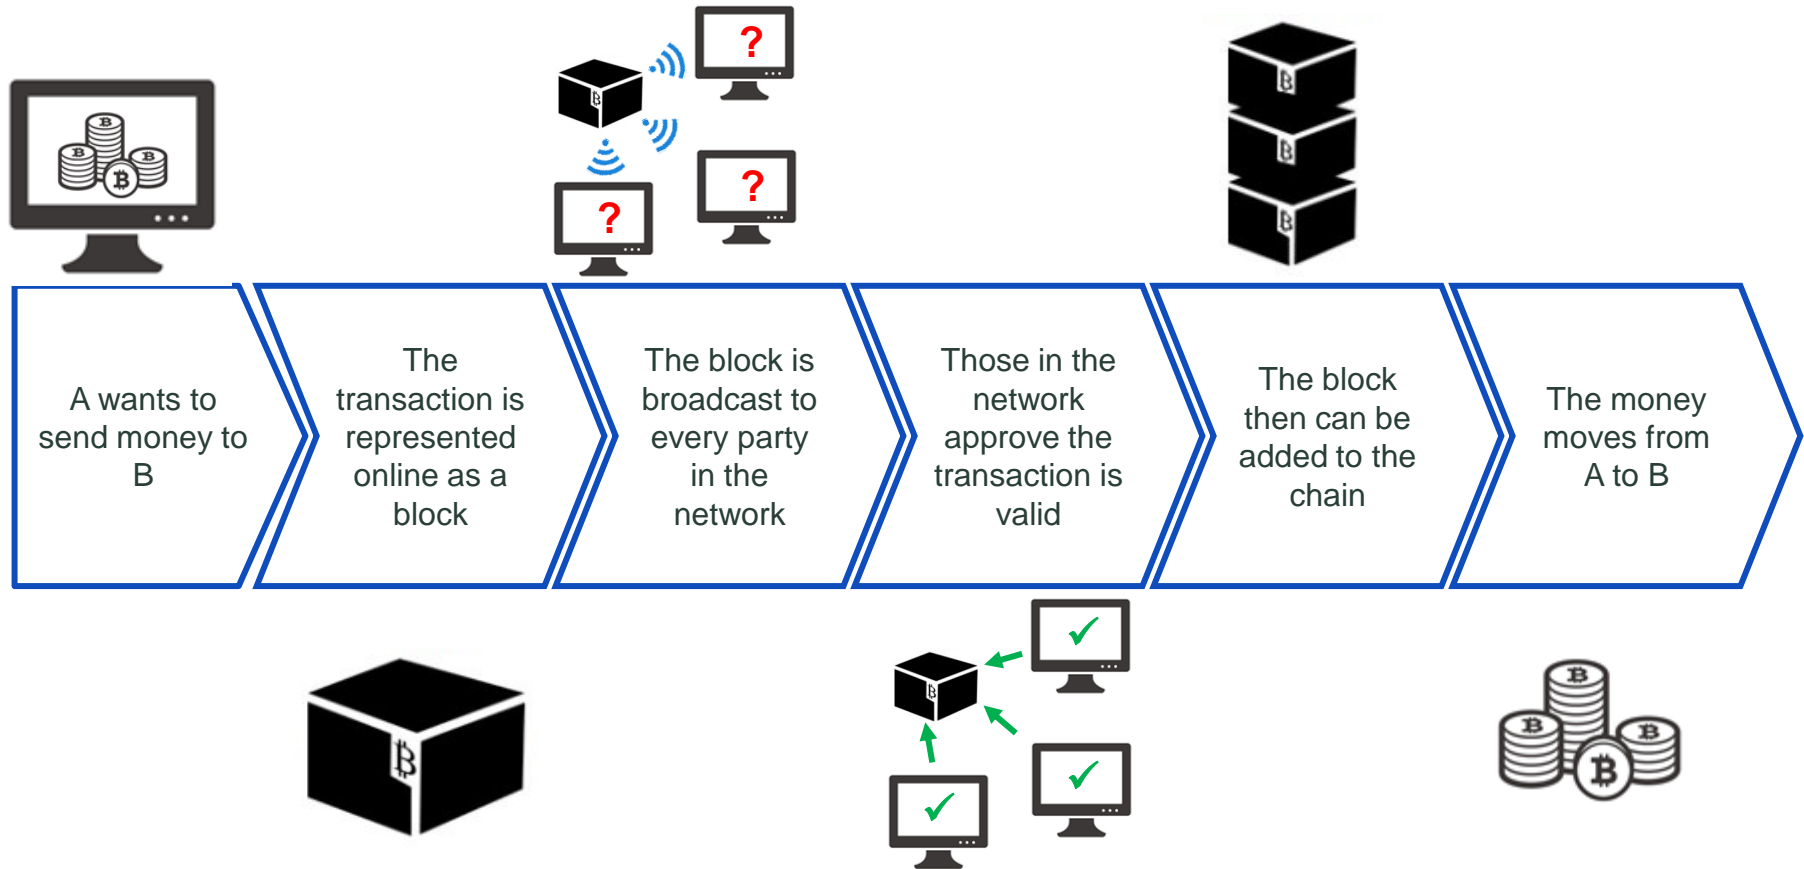 ?
?
?
A wants to
send money to
B
The
transaction is
represented
online as a
block
The block is
broadcast to
every party
in the
network
Those in the
network
approve the
transaction is
valid
The block
then can be
added to the
chain
The money
moves from
A to B